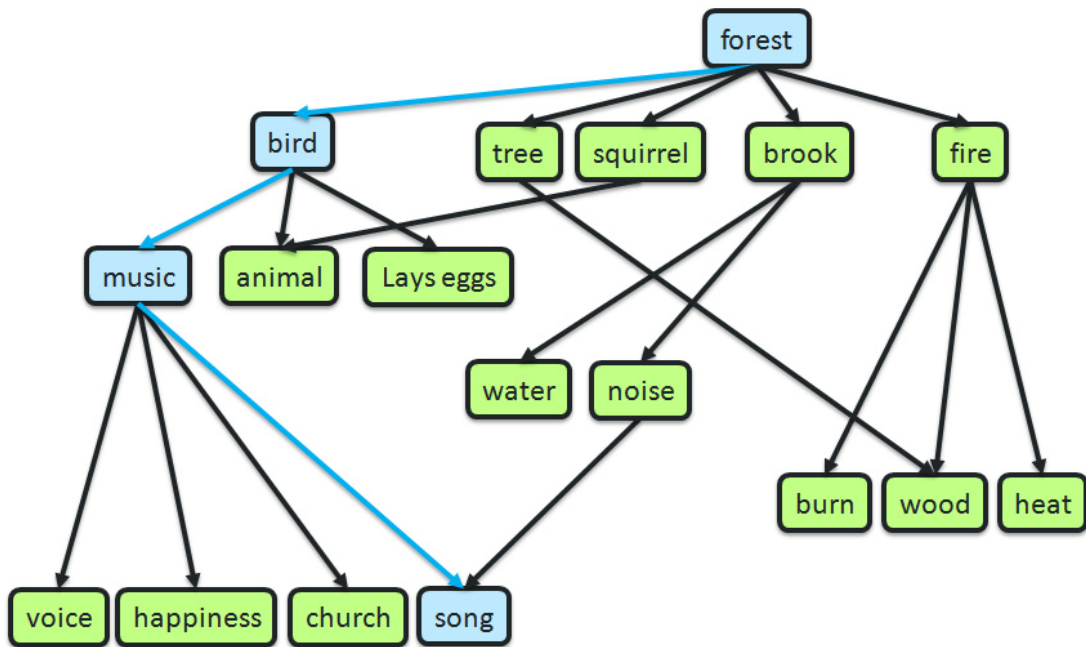 forest
bird
tree
squirrel
brook
fire
music
animal
Lays eggs
water
noise
burn
wood
heat
voice
happiness
church
song